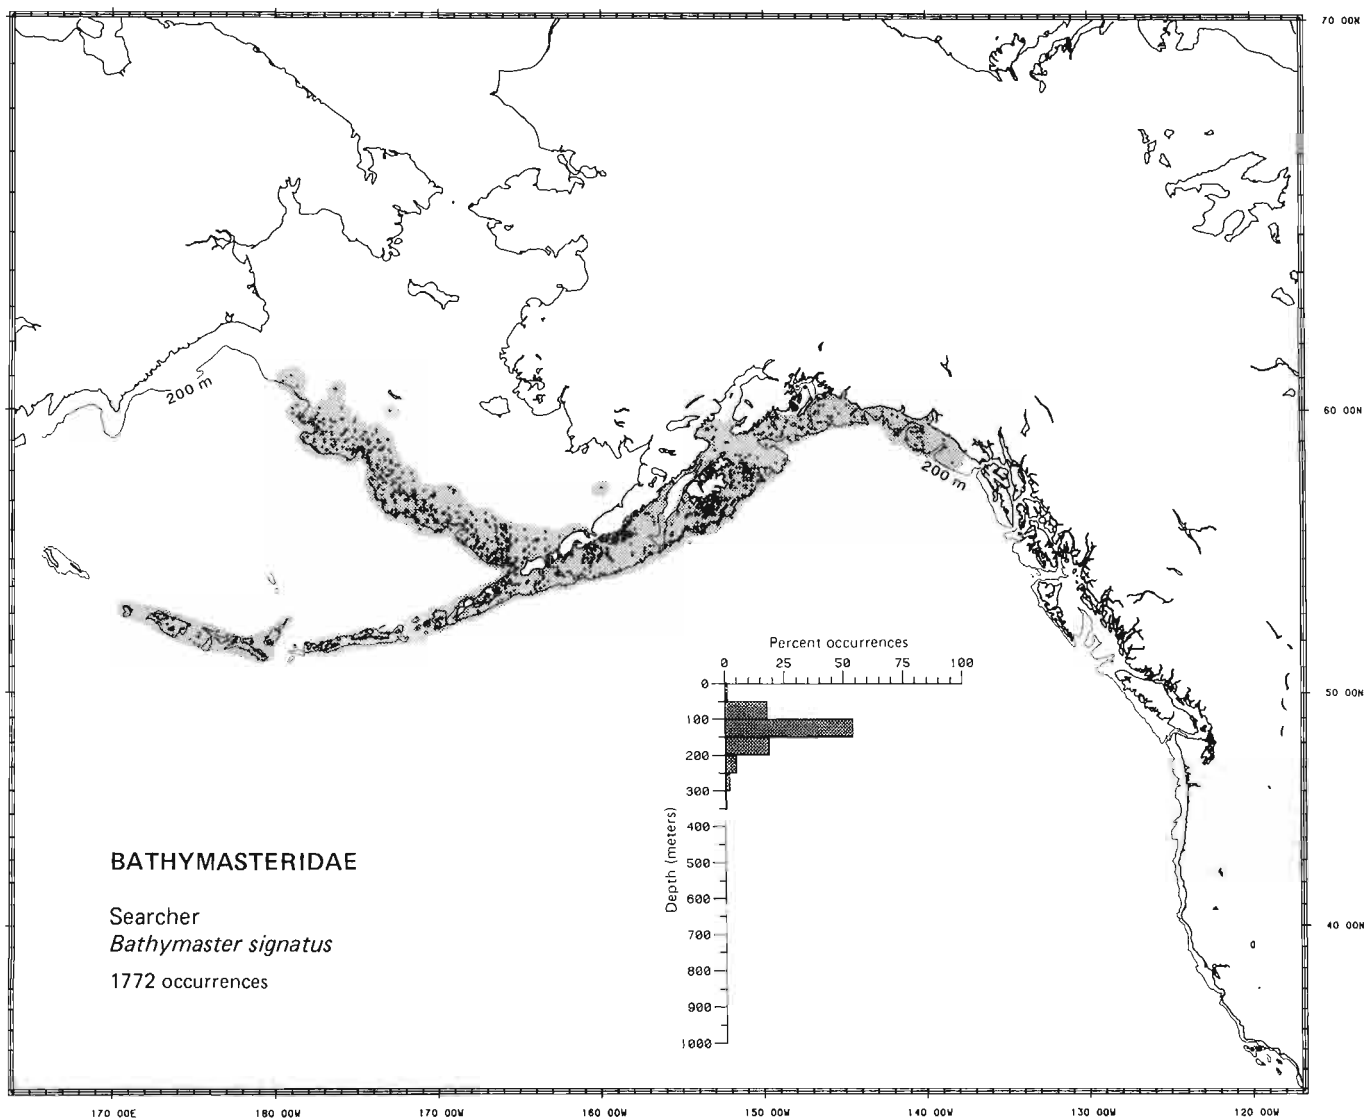 70 00N
200 m
60 00N
200 m
Percent occurrences
0 25 50 75 100
0
100
200
300
400
500
600
700
800
900
1000
Depth (meters)
50 00N
40 00N
BATHYMASTERIDAE
Searcher
Bathymaster signatus
1772 occurrences
170 00E 180 00W 170 00W 160 00W 150 00W 140 00W 130 00W 120 00W